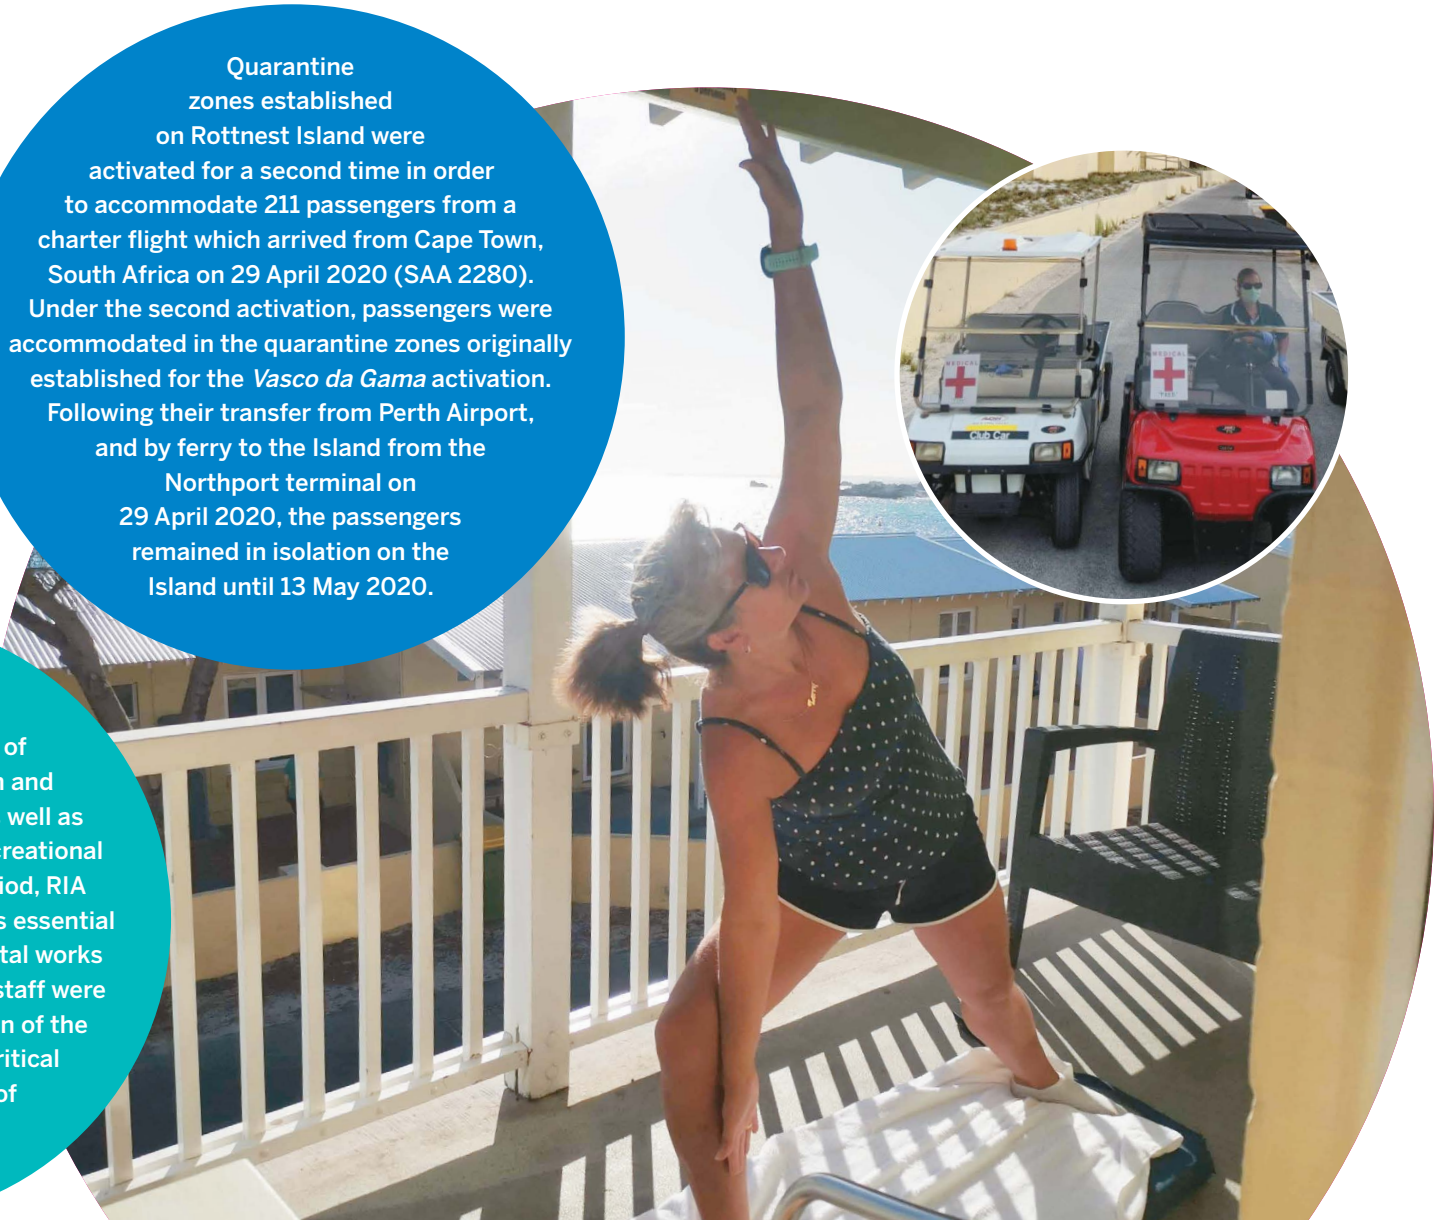 Quarantine
zones established
on Rottnest Island were
activated for a second time in order
to accommodate 211 passengers from a
charter flight which arrived from Cape Town,
South Africa on 29 April 2020 (SAA 2280).
Under the second activation, passengers were
accommodated in the quarantine zones originally
established for the Vasco da Gama activation.
Following their transfer from Perth Airport,
and by ferry to the Island from the
Northport terminal on
29 April 2020, the passengers
remained in isolation on the
Island until 13 May 2020.
of
and
well as
creational
RIA
essential
works
staff were
of the
of
MEDICAL
MEDICAL
Club Car